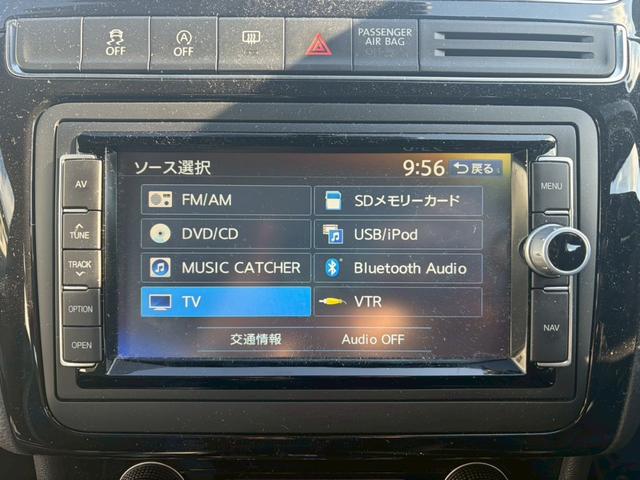 OFF
A OFF
PASSENGER
AIR BAG
AV
TUNE
TRACK
OPTION
OPEN
ソース選択
9:56
戻る
FM/AM
SDメモリーカード
DVD/CD
USB/iPod
MUSIC CATCHER
Bluetooth Audio
TV
VTR
交通情報
Audio OFF
MENU
NAV